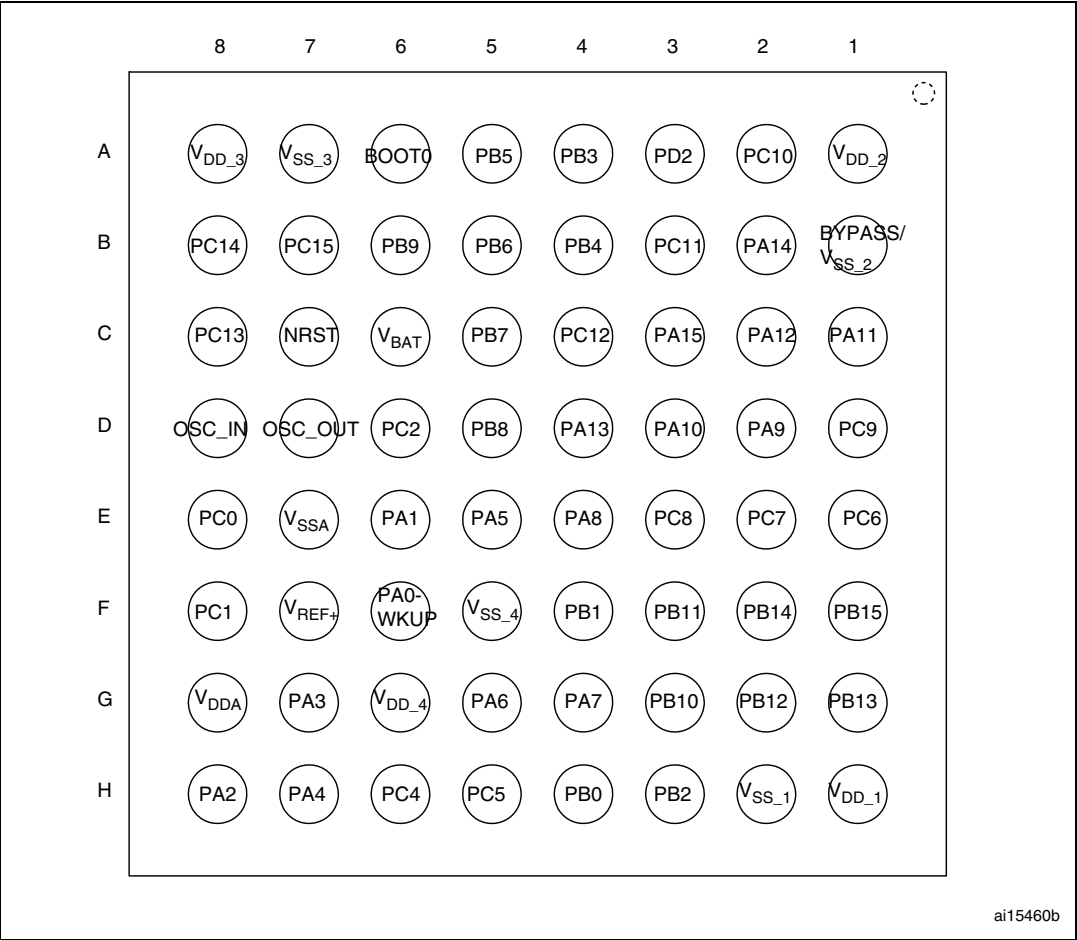 8 7 6 5 4 3 2 1
A VDD_3 VSS_3 BOOT0 PB5 PB3 PD2 PC10 VDD_2
B PC14 PC15 PB9 PB6 PB4 PC11 PA14 BYPASS/
VSS_2
C PC13 NRST VBAT PB7 PC12 PA15 PA12 PA11
D OSC_IN OSC_OUT PC2 PB8 PA13 PA10 PA9 PC9
E PC0 VSSA PA1 PA5 PA8 PC8 PC7 PC6
F PC1 VREF+ PA0-
WKUP VSS_4 PB1 PB11 PB14 PB15
G VDDA PA3 VDD_4 PA6 PA7 PB10 PB12 PB13
H PA2 PA4 PC4 PC5 PB0 PB2 VSS_1 VDD_1
ai15460b